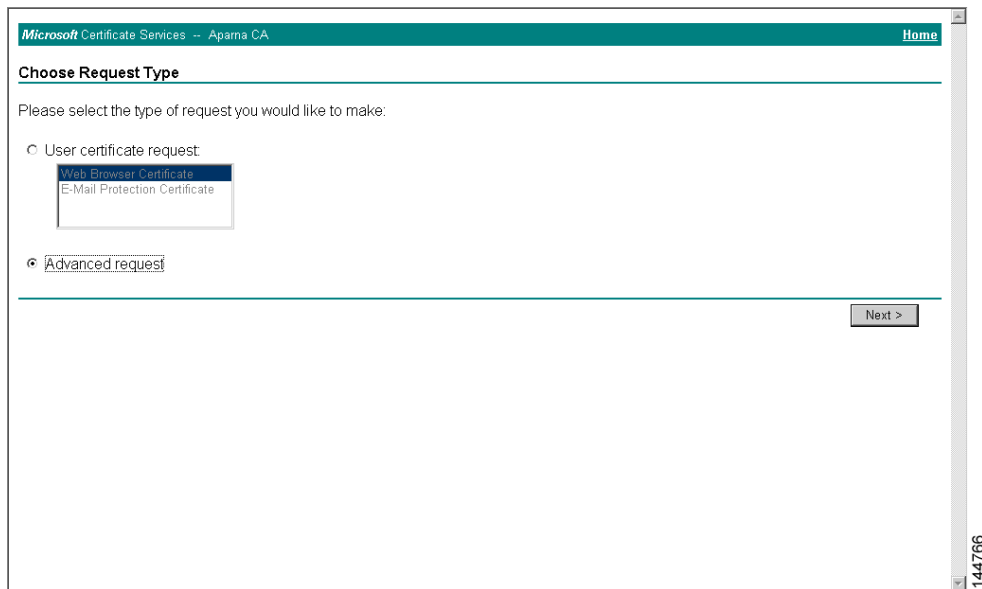 Microsoft Certificate Services -- Aparna CA Home
Choose Request Type
Please select the type of request you would like to make:
User certificate request:
Web Browser Certificate
E-Mail Protection Certificate
Advanced request
Next >
144766